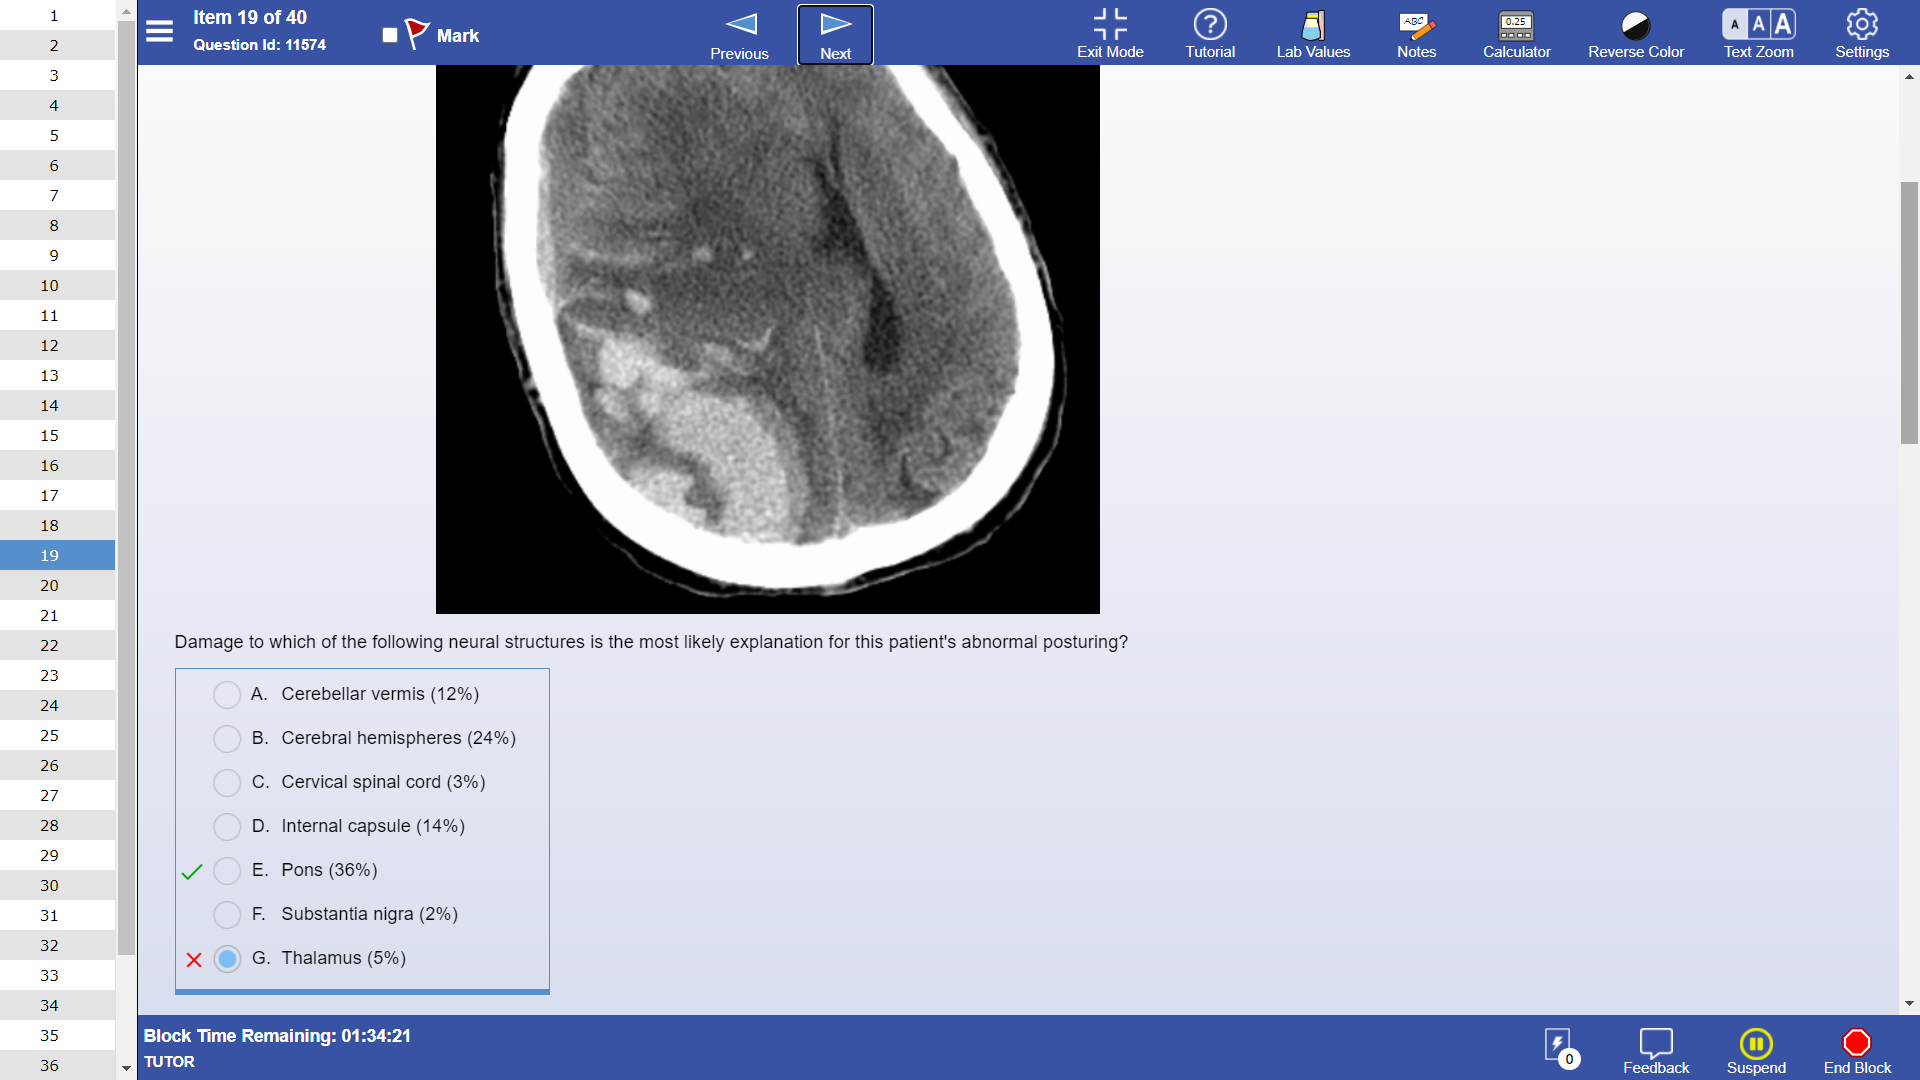 Item 19 of 40
Question Id: 11574
Mark
Previous
Next
Exit Mode
Tutorial
Lab Values
ABC
Notes
0.25
Calculator
Reverse Color
A A A
Text Zoom
Settings
1
2
3
4
5
6
7
8
9
10
11
12
13
14
15
16
17
18
19
20
21
22
23
24
25
26
27
28
29
30
31
32
33
34
35
36
Damage to which of the following neural structures is the most likely explanation for this patient's abnormal posturing?
A. Cerebellar vermis (12%)
B. Cerebral hemispheres (24%)
C. Cervical spinal cord (3%)
D. Internal capsule (14%)
E. Pons (36%)
F. Substantia nigra (2%)
G. Thalamus (5%)
Block Time Remaining: 01:34:21
TUTOR
0
Feedback
Suspend
End Block